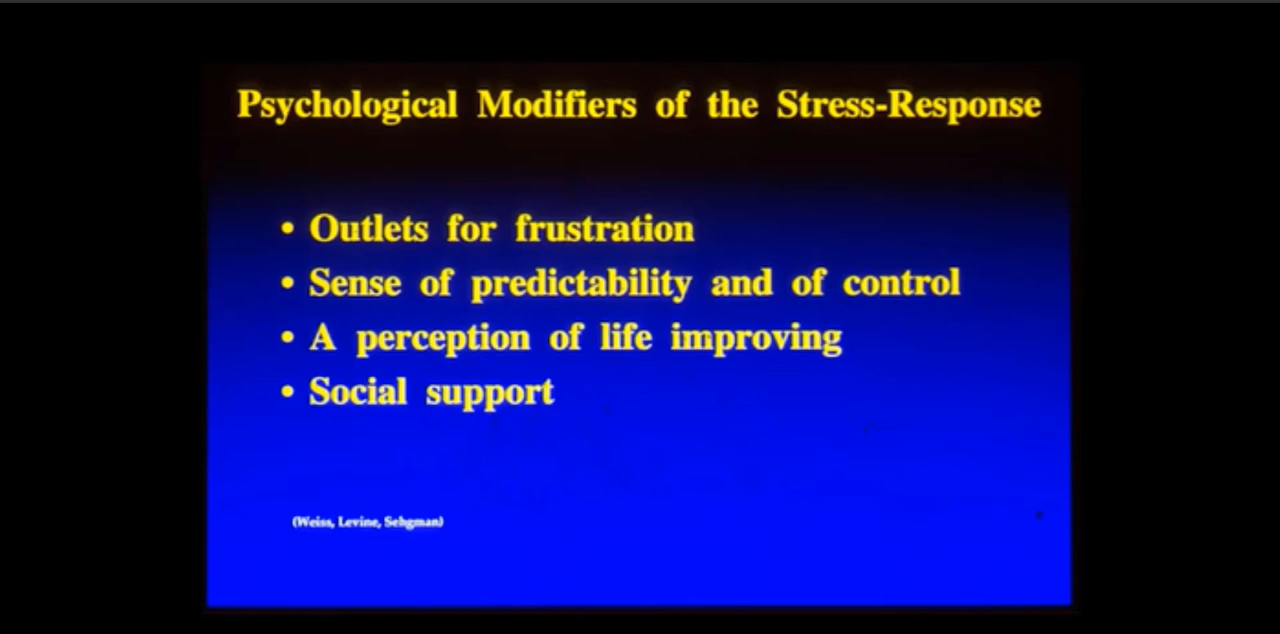 Psychological Modifiers of the Stress-Response
• Outlets for frustration
• Sense of predictability and of control
• A perception of life improving
• Social support
(Weiss, Levine, Seligman)